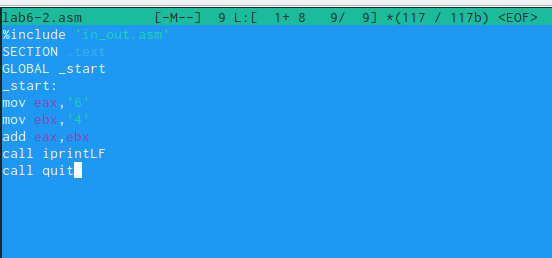 lab6-2.asm [-M--] 9 L:[ 1+ 8 9/ 9] *(117 / 117b) <EOF>
%include 'in_out.asm'
SECTION .text
GLOBAL _start
_start:
mov eax,'6'
mov ebx,'4'
add eax,ebx
call iprintLF
call quit